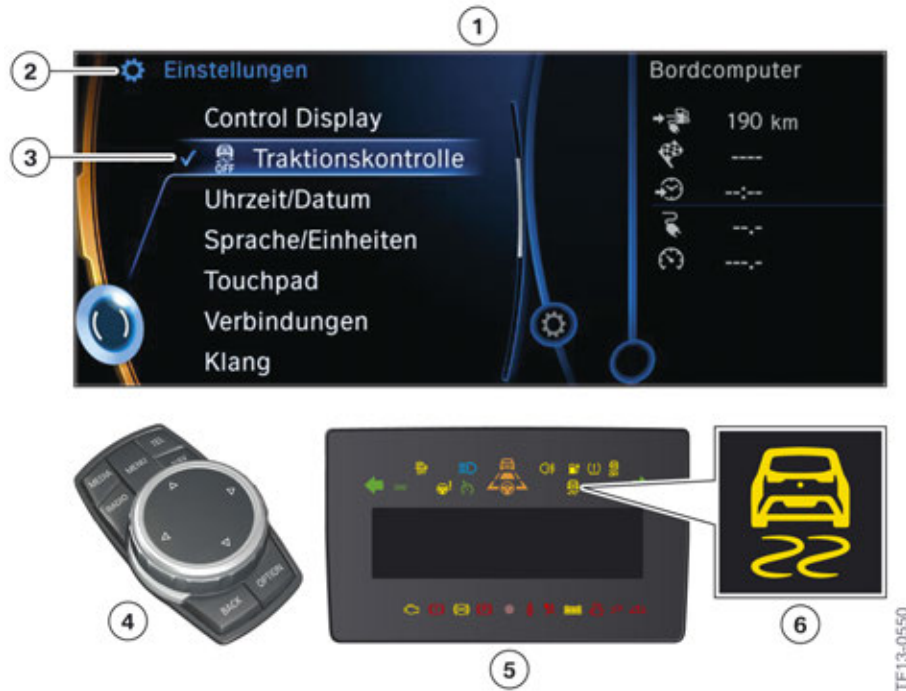 1
2
Einstellungen
Bordcomputer
Control Display
190 km
3
OFF
Traktionskontrolle
----
Uhrzeit/Datum
--:--
Sprache/Einheiten
--.-
Touchpad
---.-
Verbindungen
Klang
MEDIA
MENU
TEL
RADIO
BACK
OPTION
4
5
6
TE13-0550